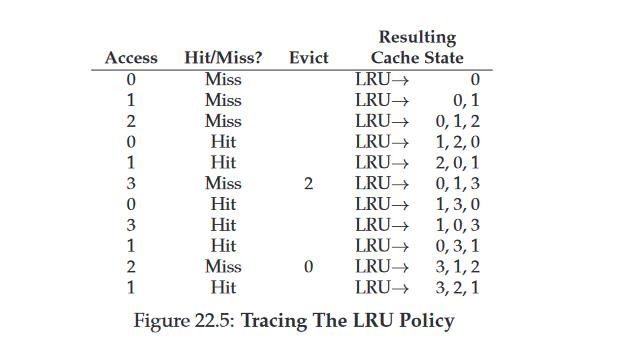 Resulting
Access Hit/Miss? Evict Cache State
0 Miss LRU→ 0
1 Miss LRU→ 0, 1
2 Miss LRU→ 0, 1, 2
0 Hit LRU→ 1, 2, 0
1 Hit LRU→ 2, 0, 1
3 Miss 2 LRU→ 0, 1, 3
0 Hit LRU→ 1, 3, 0
3 Hit LRU→ 1, 0, 3
1 Hit LRU→ 0, 3, 1
2 Miss 0 LRU→ 3, 1, 2
1 Hit LRU→ 3, 2, 1
Figure 22.5: Tracing The LRU Policy